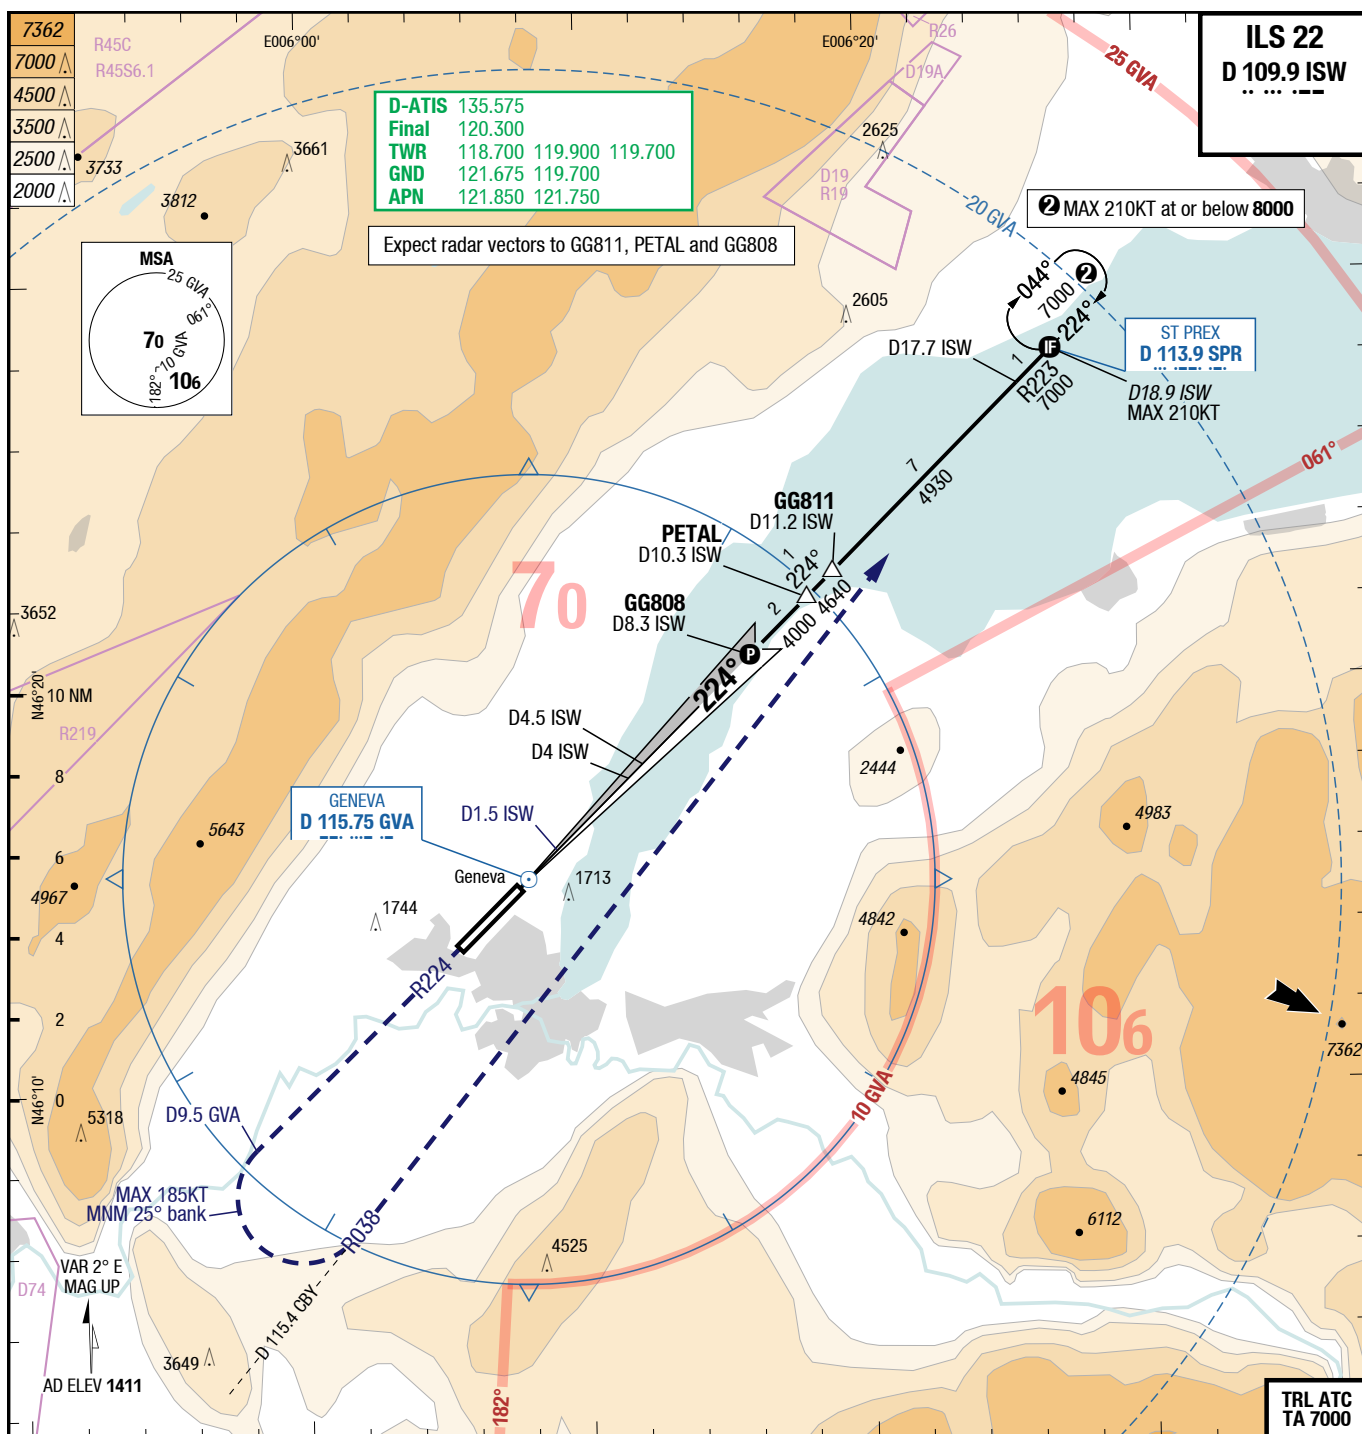 7362
7000
4500
3500
2500
2000
R45C
R45S6.1
E006°00'
E006°20'
R26
D19A
25 GVA
ILS 22
D 109.9 ISW
D-ATIS 135.575
Final 120.300
TWR 118.700 119.900 119.700
GND 121.675 119.700
APN 121.850 121.750
3733
3661
3812
2625
D19
R19
20 GVA
2 MAX 210KT at or below 8000
Expect radar vectors to GG811, PETAL and GG808
MSA
25 GVA
061°
70
10 GVA
182°
106
044°
7000
2
224°
2605
IF
ST PREX
D 113.9 SPR
D17.7 ISW
1
R223
7000
D18.9 ISW
MAX 210KT
061°
7
4930
GG811
D11.2 ISW
PETAL
D10.3 ISW
1
224°
4640
70
GG808
D8.3 ISW
2
4000
P
224°
3652
N46°20'
10 NM
R219
D4.5 ISW
D4 ISW
2444
8
GENEVA
D 115.75 GVA
D1.5 ISW
4983
5643
6
Geneva
4967
1713
1744
4842
4
R224
106
2
7362
4845
N46°10'
0
5318
D9.5 GVA
10 GVA
MAX 185KT
MNM 25° bank
R038
6112
4525
VAR 2° E
MAG UP
D74
D 115.4 CBY
3649
AD ELEV 1411
182°
TRL ATC
TA 7000